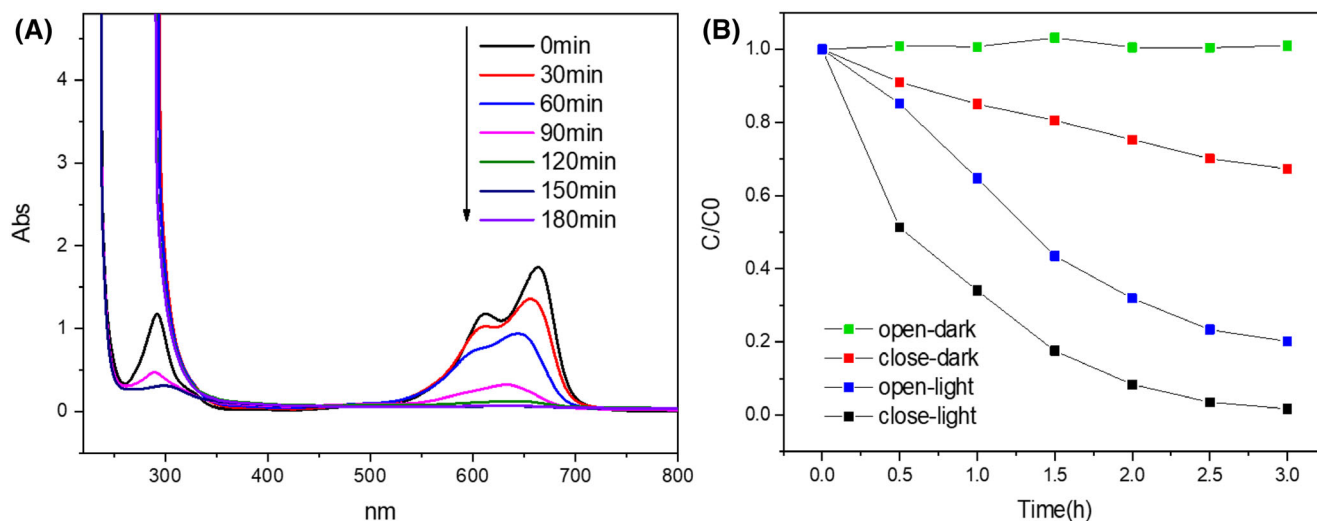 (A)
Abs
4
3
2
1
0
300
400
500
600
700
800
nm
0min
30min
60min
90min
120min
150min
180min
(B)
C/C0
1.0
0.8
0.6
0.4
0.2
0.0
0.0
0.5
1.0
1.5
2.0
2.5
3.0
Time(h)
open-dark
close-dark
open-light
close-light